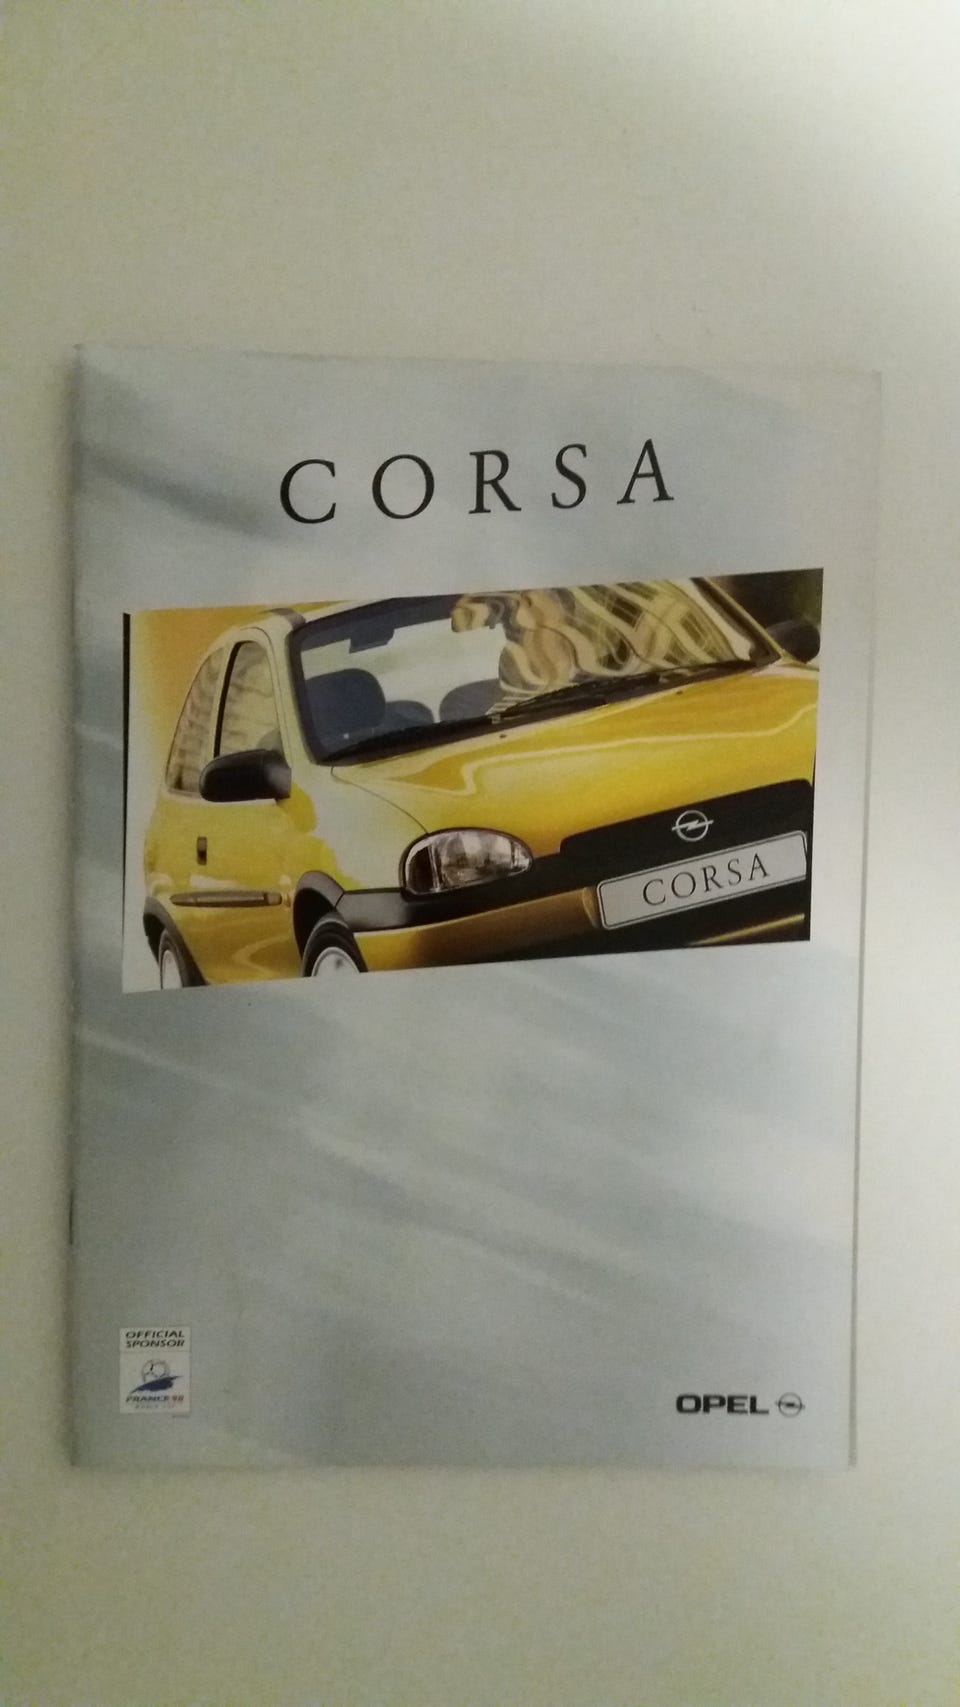 CORSA
CORSA
OFFICIAL
SPONSOR
FRANCE 98
OPEL